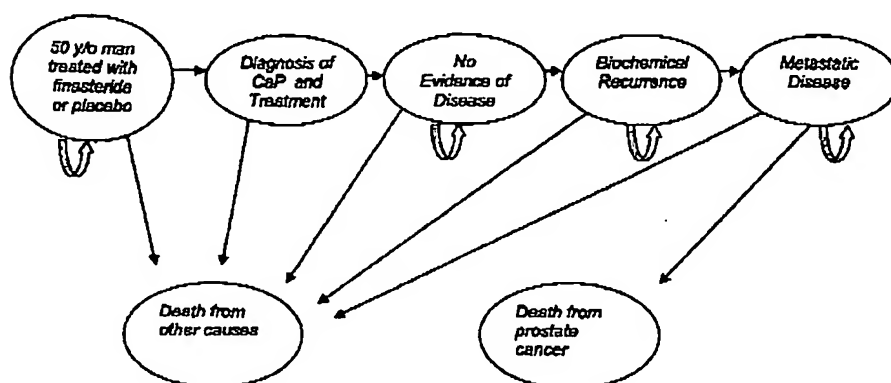 50 y/o man
treated with
finasteride
or placebo
Diagnosis of
CaP and
Treatment
No
Evidence of
Disease
Biochemical
Recurrence
Metastatic
Disease
Death from
other causes
Death from
prostate
cancer